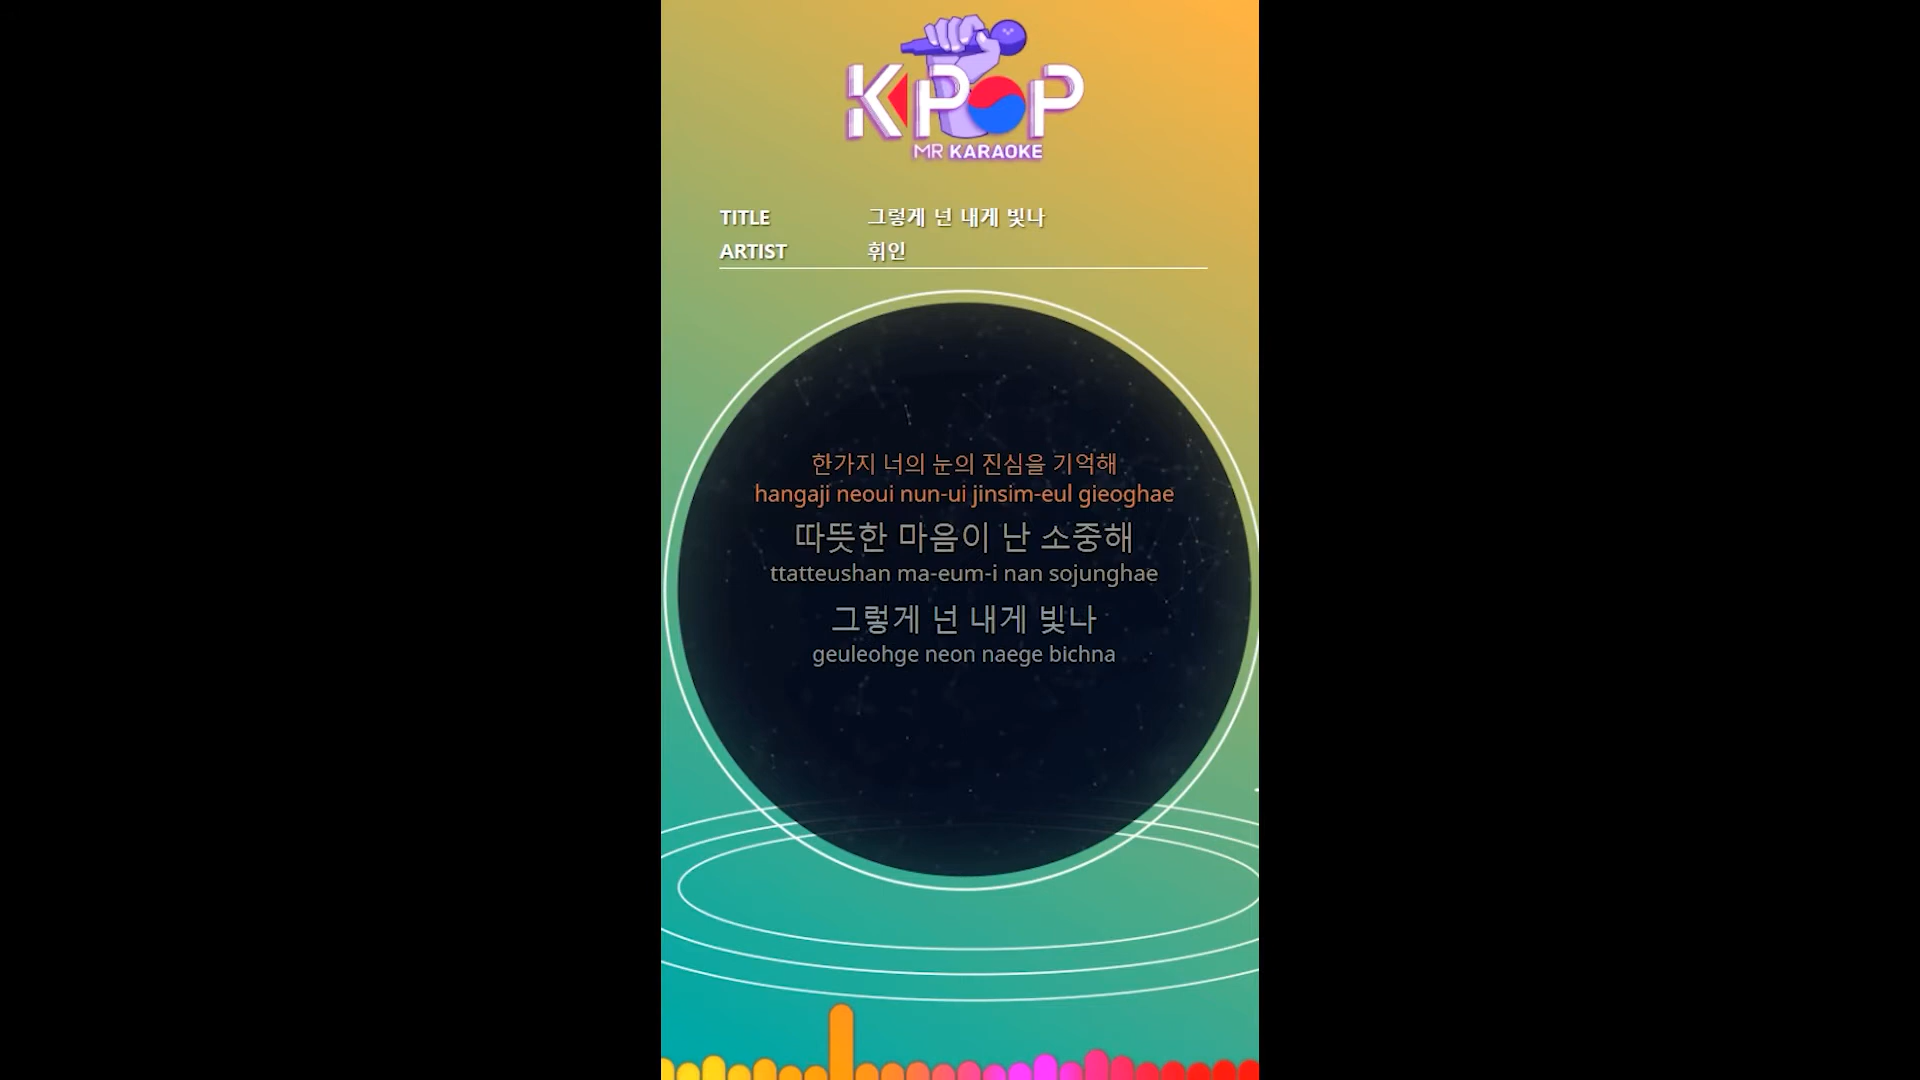 KPOP
MR KARAOKE
TITLE 그렇게 넌 내게 빛나
ARTIST 휘인
한가지 너의 눈의 진심을 기억해
hangaji neoui nun-ui jinsim-eul gieoghae
따뜻한 마음이 난 소중해
ttatteushan ma-eum-i nan sojunghae
그렇게 넌 내게 빛나
geuleohge neon naege bichna